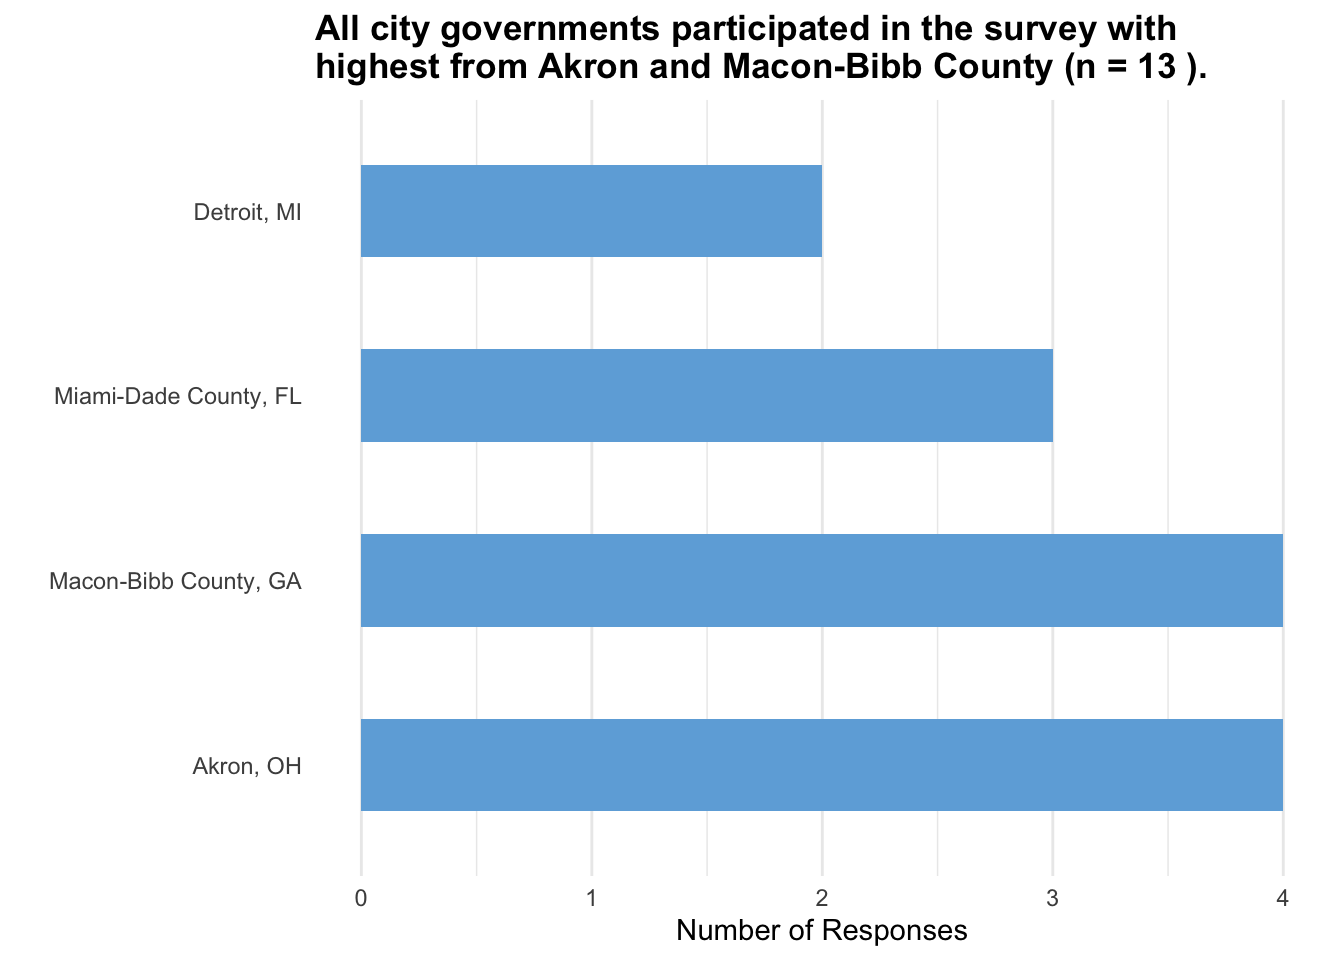 All city governments participated in the survey with
highest from Akron and Macon-Bibb County (n = 13 ).
Detroit, MI
Miami-Dade County, FL
Macon-Bibb County, GA
Akron, OH
0 1 2 3 4
Number of Responses